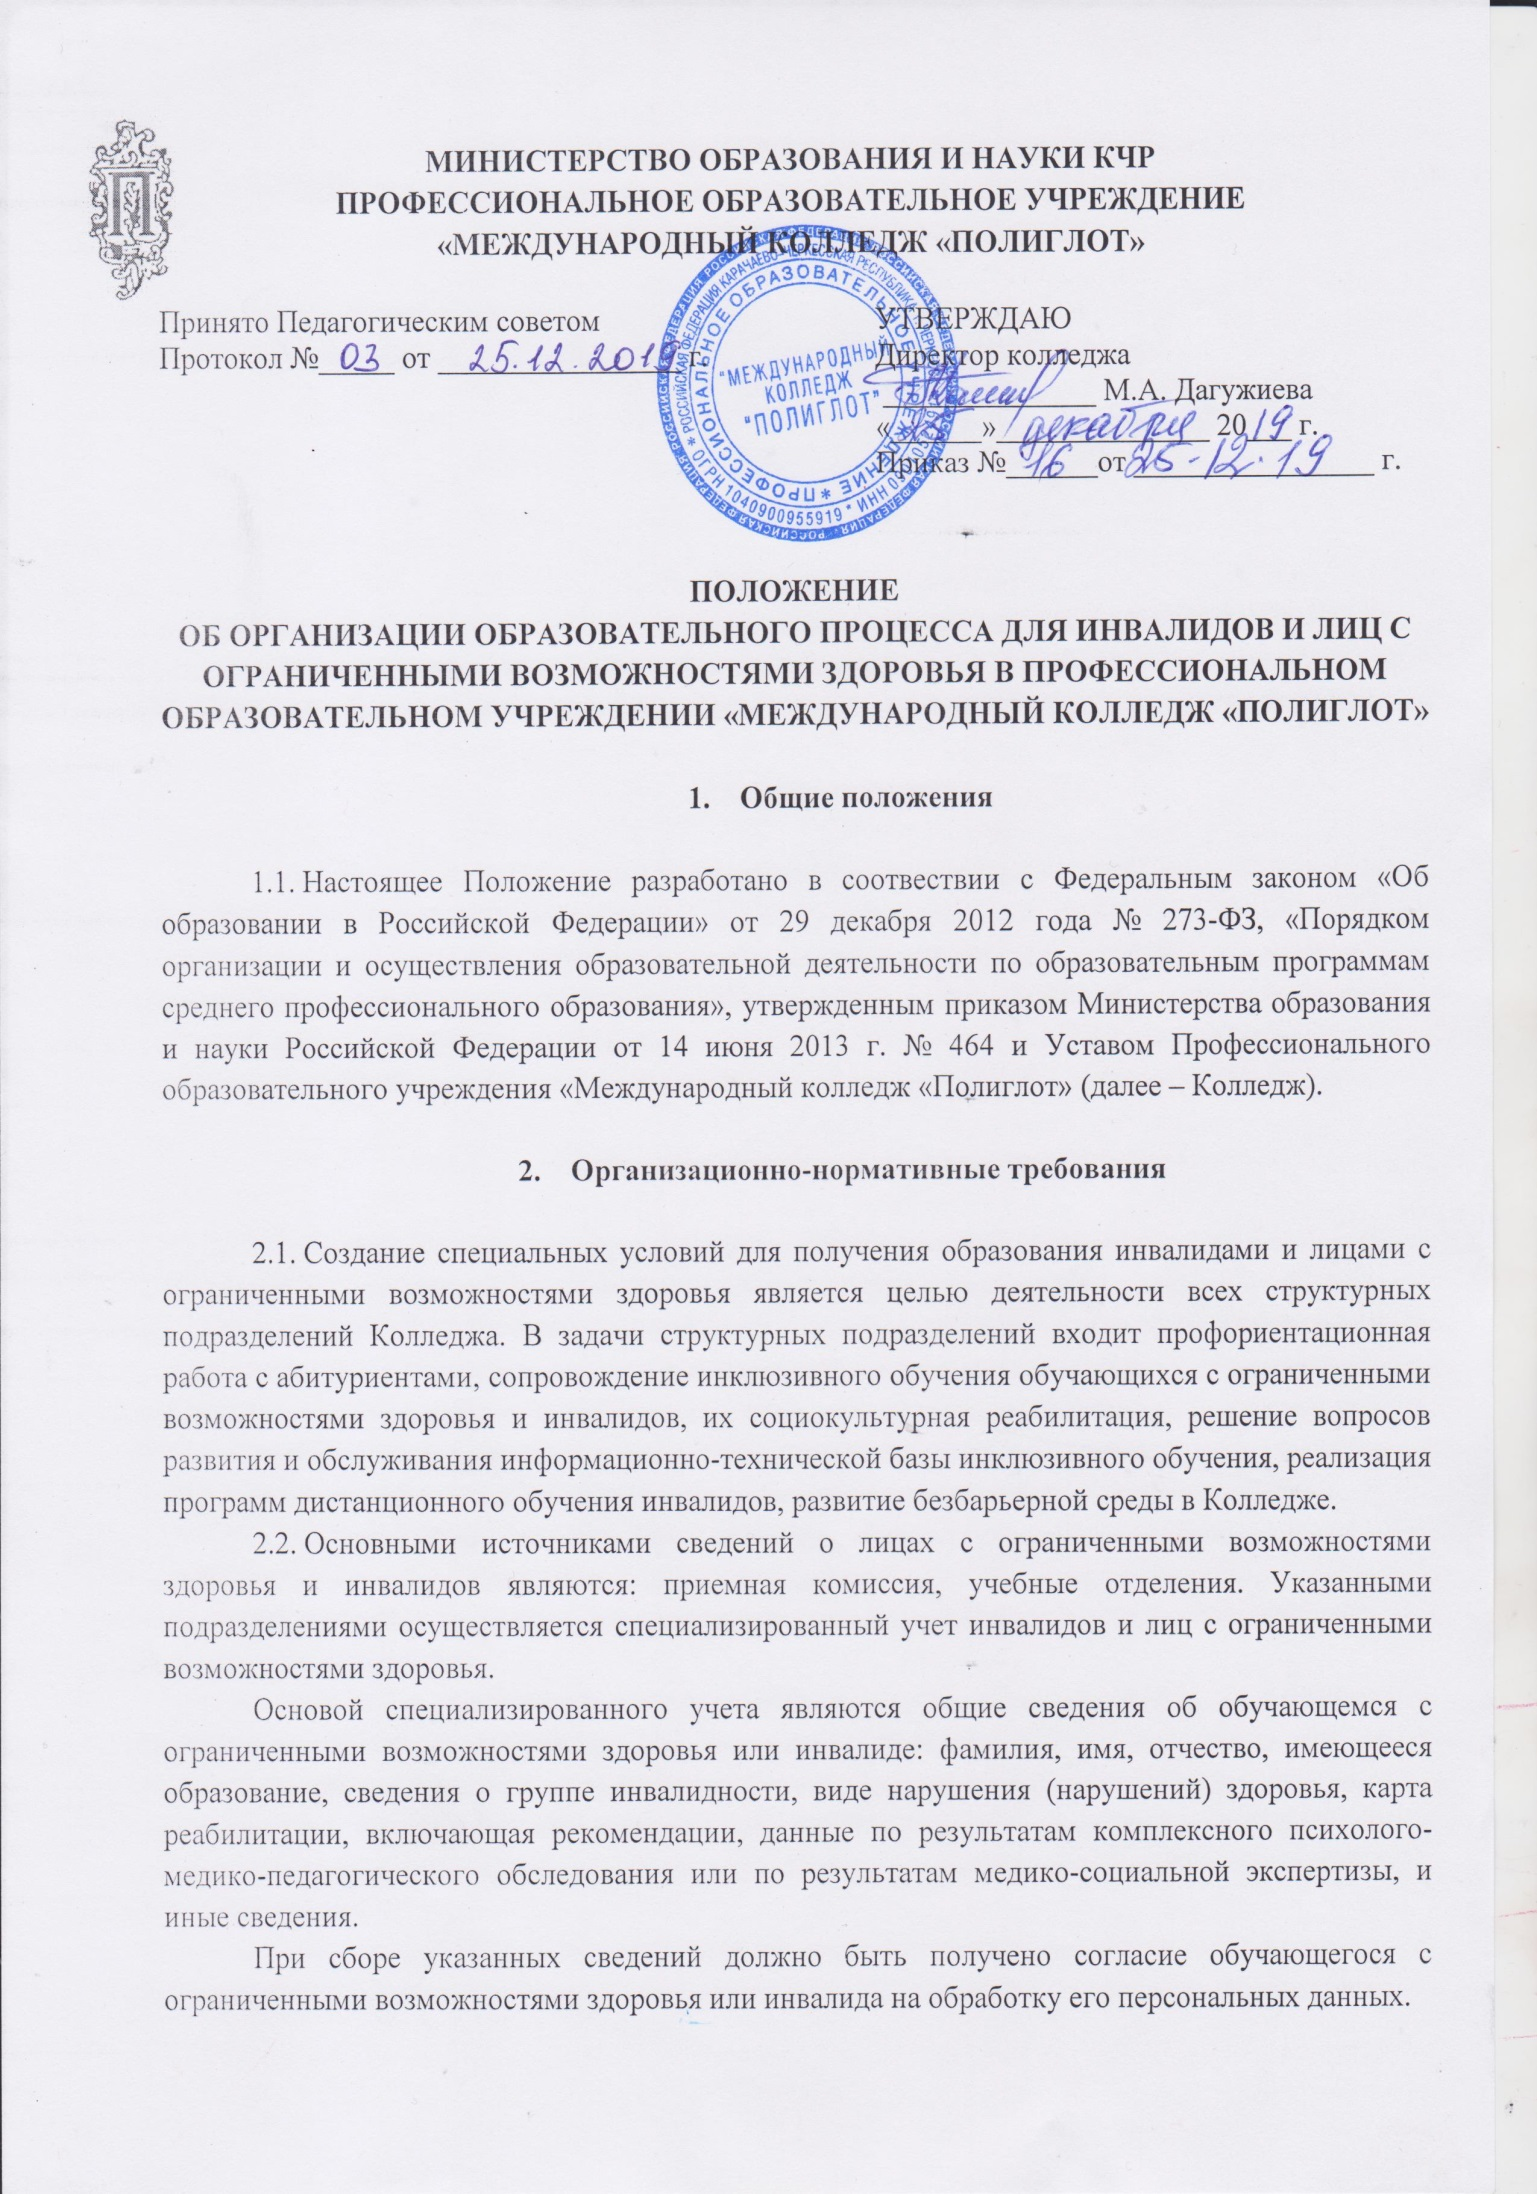 МИНИСТЕРСТВО ОБРАЗОВАНИЯ И НАУКИ КЧР
ПРОФЕССИОНАЛЬНОЕ ОБРАЗОВАТЕЛЬНОЕ УЧРЕЖДЕНИЕ
«МЕЖДУНАРОДНЫЙ КОЛЛЕДЖ «ПОЛИГЛОТ»
П
Принято Педагогическим советом
Протокол № 03 от 25.12.2019 г.
УТВЕРЖДАЮ
Директор колледжа
М.А. Дагужиева
« » декабря 2019 г.
Приказ № 16 от 25-12.19 г.
"МЕЖДУНАРОДНЫЙ
КОЛЛЕДЖ
"ПОЛИГЛОТ"
ПРОФЕССИОНАЛЬНОЕ ОБРАЗОВАТЕЛЬНОЕ УЧРЕЖДЕНИЕ
РОССИЙСКАЯ ФЕДЕРАЦИЯ КАРАЧАЕВО-ЧЕРКЕССКАЯ РЕСПУБЛИКА
ОГРН 1040900955919 * ИНН
ПОЛОЖЕНИЕ
ОБ ОРГАНИЗАЦИИ ОБРАЗОВАТЕЛЬНОГО ПРОЦЕССА ДЛЯ ИНВАЛИДОВ И ЛИЦ С
ОГРАНИЧЕННЫМИ ВОЗМОЖНОСТЯМИ ЗДОРОВЬЯ В ПРОФЕССИОНАЛЬНОМ
ОБРАЗОВАТЕЛЬНОМ УЧРЕЖДЕНИИ «МЕЖДУНАРОДНЫЙ КОЛЛЕДЖ «ПОЛИГЛОТ»
1. Общие положения
1.1. Настоящее Положение разработано в соотвествии с Федеральным законом «Об
образовании в Российской Федерации» от 29 декабря 2012 года № 273-ФЗ, «Порядком
организации и осуществления образовательной деятельности по образовательным программам
среднего профессионального образования», утвержденным приказом Министерства образования
и науки Российской Федерации от 14 июня 2013 г. № 464 и Уставом Профессионального
образовательного учреждения «Международный колледж «Полиглот» (далее – Колледж).
2. Организационно-нормативные требования
2.1. Создание специальных условий для получения образования инвалидами и лицами с
ограниченными возможностями здоровья является целью деятельности всех структурных
подразделений Колледжа. В задачи структурных подразделений входит профориентационная
работа с абитуриентами, сопровождение инклюзивного обучения обучающихся с ограниченными
возможностями здоровья и инвалидов, их социокультурная реабилитация, решение вопросов
развития и обслуживания информационно-технической базы инклюзивного обучения, реализация
программ дистанционного обучения инвалидов, развитие безбарьерной среды в Колледже.
2.2. Основными источниками сведений о лицах с ограниченными возможностями
здоровья и инвалидов являются: приемная комиссия, учебные отделения. Указанными
подразделениями осуществляется специализированный учет инвалидов и лиц с ограниченными
возможностями здоровья.
Основой специализированного учета являются общие сведения об обучающемся с
ограниченными возможностями здоровья или инвалиде: фамилия, имя, отчество, имеющееся
образование, сведения о группе инвалидности, виде нарушения (нарушений) здоровья, карта
реабилитации, включающая рекомендации, данные по результатам комплексного психолого-
медико-педагогического обследования или по результатам медико-социальной экспертизы, и
иные сведения.
При сборе указанных сведений должно быть получено согласие обучающегося с
ограниченными возможностями здоровья или инвалида на обработку его персональных данных.